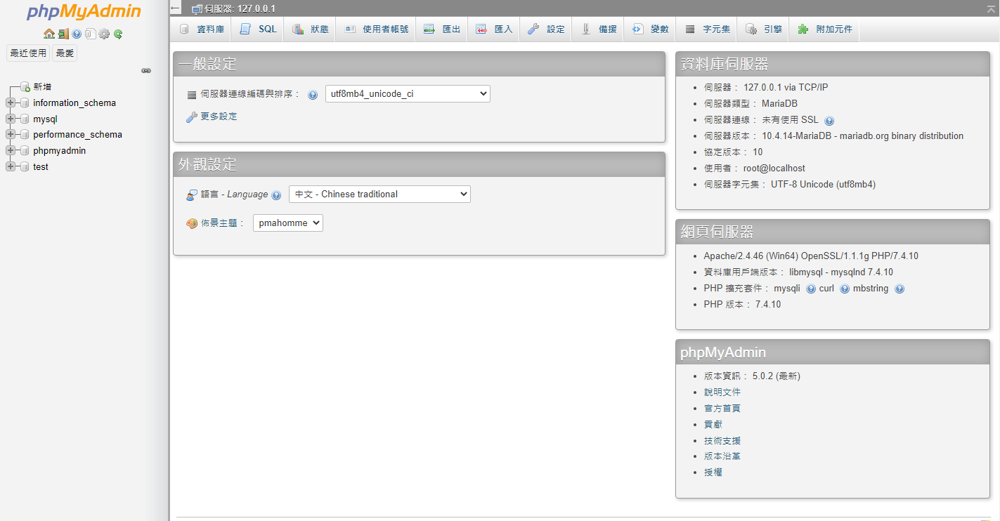 phpMyAdmin
最近使用 最愛
新增
information_schema
mysql
performance_schema
phpmyadmin
test
伺服器: 127.0.0.1
資料庫 SQL 狀態 使用者帳號 匯出 匯入 設定 備援 變數 字元集 引擎 附加元件
一般設定
伺服器連線編碼與排序： utf8mb4_unicode_ci
更多設定
外觀設定
語言 - Language 中文 - Chinese traditional
佈景主題： pmahomme
資料庫伺服器
伺服器： 127.0.0.1 via TCP/IP
伺服器類型： MariaDB
伺服器連線： 未有使用 SSL
伺服器版本： 10.4.14-MariaDB - mariadb.org binary distribution
協定版本： 10
使用者： root@localhost
伺服器字元集： UTF-8 Unicode (utf8mb4)
網頁伺服器
Apache/2.4.46 (Win64) OpenSSL/1.1.1g PHP/7.4.10
資料庫用戶端版本： libmysql - mysqlnd 7.4.10
PHP 擴充套件： mysqli curl mbstring
PHP 版本： 7.4.10
phpMyAdmin
版本資訊： 5.0.2 (最新)
說明文件
官方首頁
貢獻
技術支援
版本沿革
授權